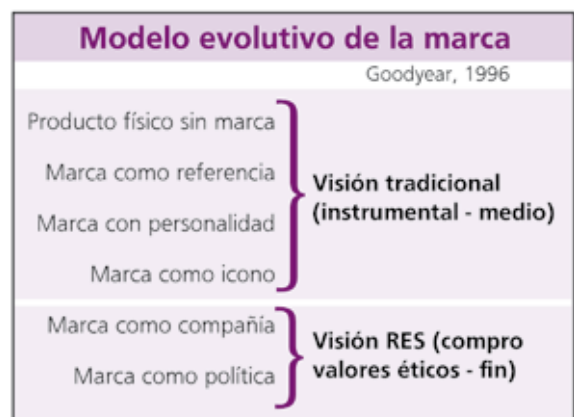 Modelo evolutivo de la marca
Goodyear, 1996
Producto físico sin marca
Marca como referencia
Marca con personalidad
Marca como icono
Visión tradicional
(instrumental - medio)
Marca como compañía
Marca como política
Visión RES (compro
valores éticos - fin)